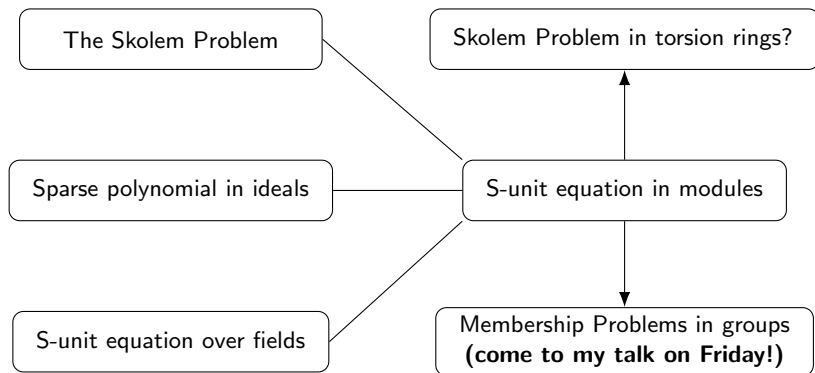 The Skolem Problem
Skolem Problem in torsion rings?
Sparse polynomial in ideals
S-unit equation in modules
S-unit equation over fields
Membership Problems in groups
(come to my talk on Friday!)